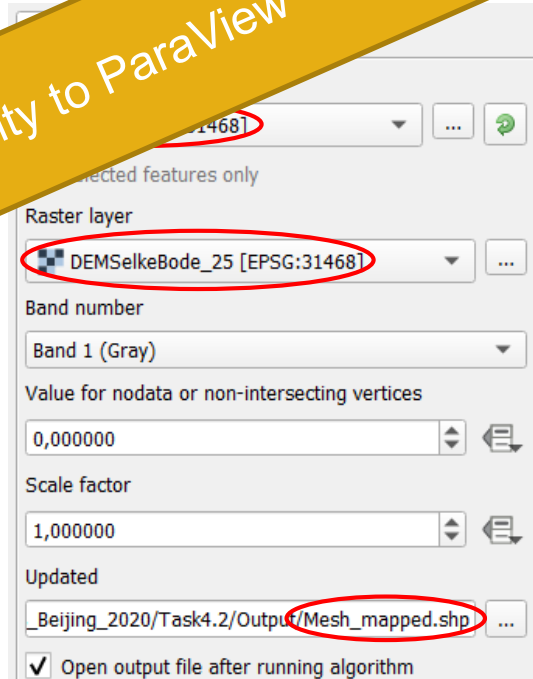 ity to ParaView
1468]
...
ected features only
Raster layer
DEMSelkeBode_25 [EPSG:31468]
...
Band number
Band 1 (Gray)
Value for nodata or non-intersecting vertices
0,000000
Scale factor
1,000000
Updated
_Beijing_2020/Task4.2/Output/Mesh_mapped.shp
...
Open output file after running algorithm